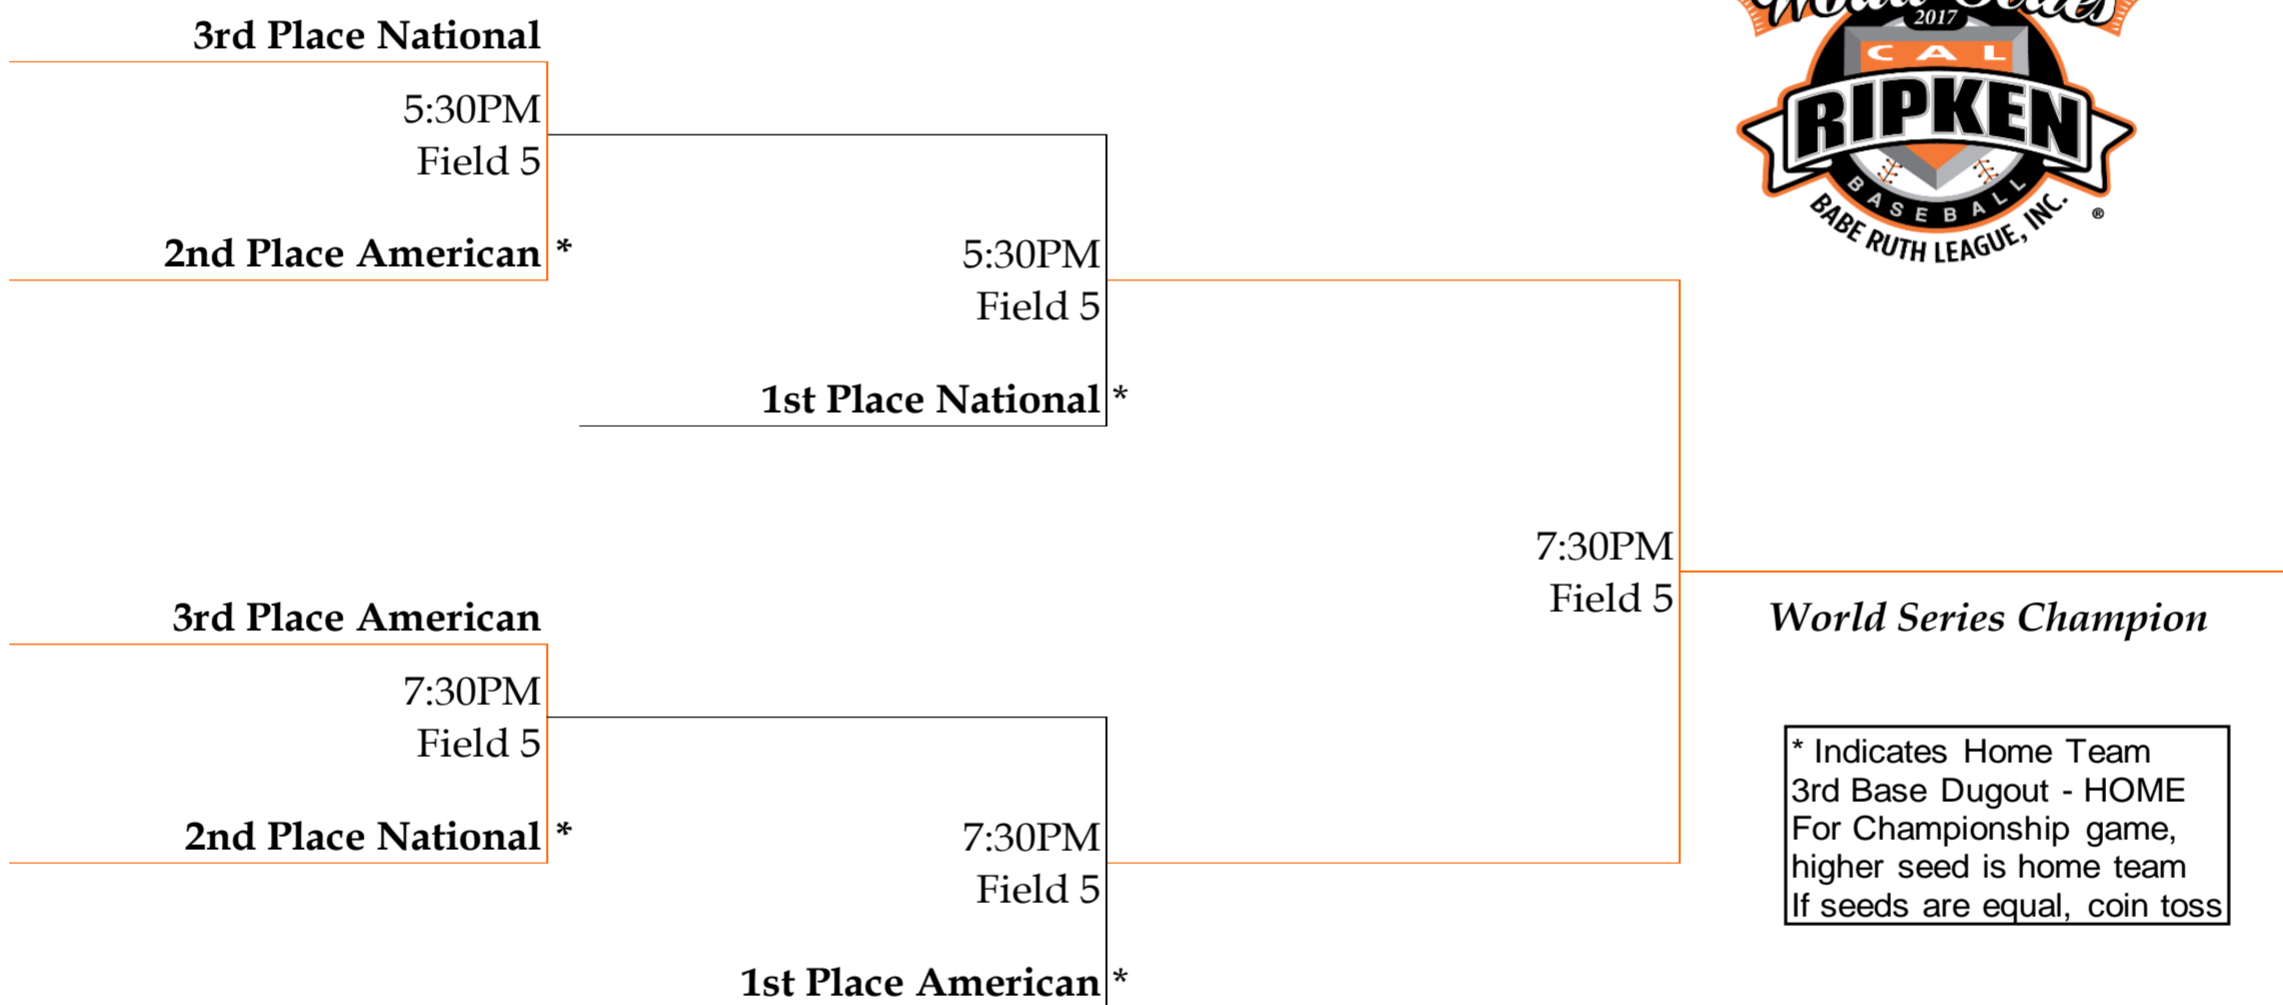 World Series
2017
CAL
RIPKEN
BASEBALL
BABE RUTH LEAGUE, INC. ®
3rd Place National
5:30PM
Field 5
2nd Place American *
5:30PM
Field 5
1st Place National *
7:30PM
Field 5
World Series Champion
3rd Place American
7:30PM
Field 5
2nd Place National *
7:30PM
Field 5
1st Place American *
* Indicates Home Team
3rd Base Dugout - HOME
For Championship game,
higher seed is home team
If seeds are equal, coin toss